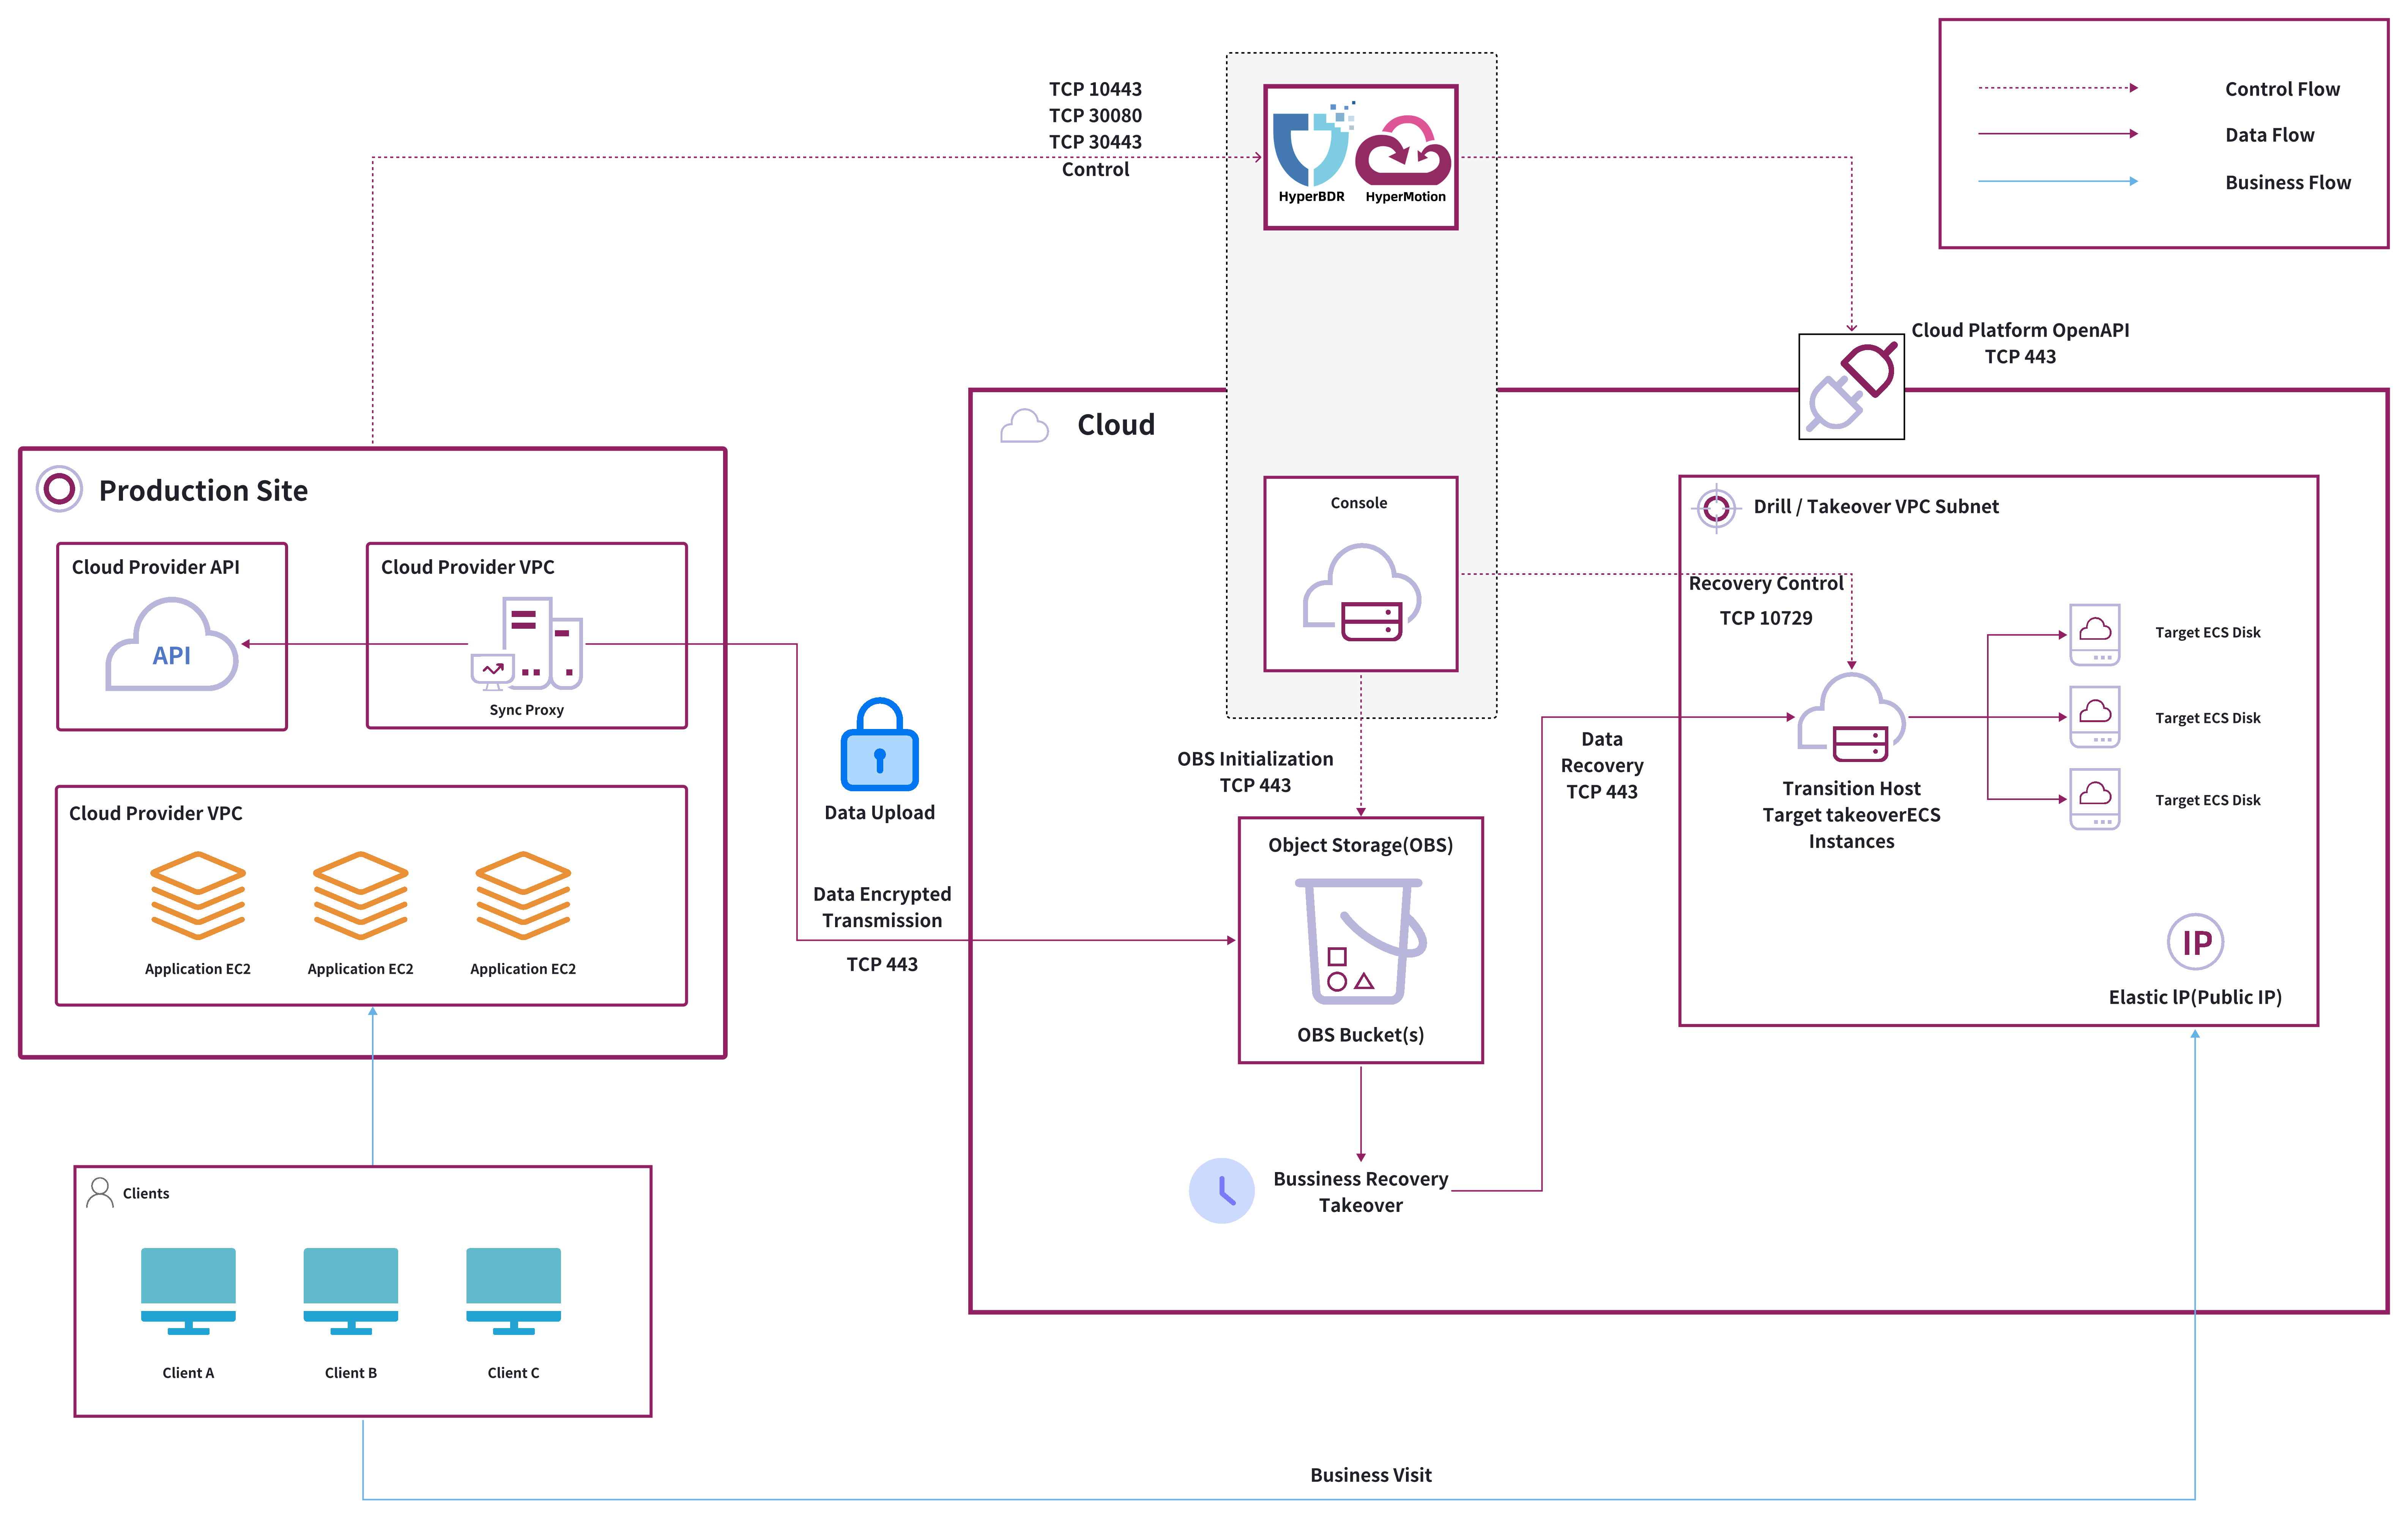 TCP 10443
TCP 30080
TCP 30443
Control
HyperBDR
HyperMotion
Control Flow
Data Flow
Business Flow
Cloud Platform OpenAPI
TCP 443
Cloud
Production Site
Cloud Provider API
API
Cloud Provider VPC
Sync Proxy
Cloud Provider VPC
Application EC2
Application EC2
Application EC2
Data Upload
Data Encrypted
Transmission
TCP 443
Console
OBS Initialization
TCP 443
Object Storage(OBS)
OBS Bucket(s)
Bussiness Recovery
Takeover
Data
Recovery
TCP 443
Drill / Takeover VPC Subnet
Recovery Control
TCP 10729
Transition Host
Target takeoverECS
Instances
Target ECS Disk
Target ECS Disk
Target ECS Disk
IP
Elastic lP(Public IP)
Clients
Client A
Client B
Client C
Business Visit